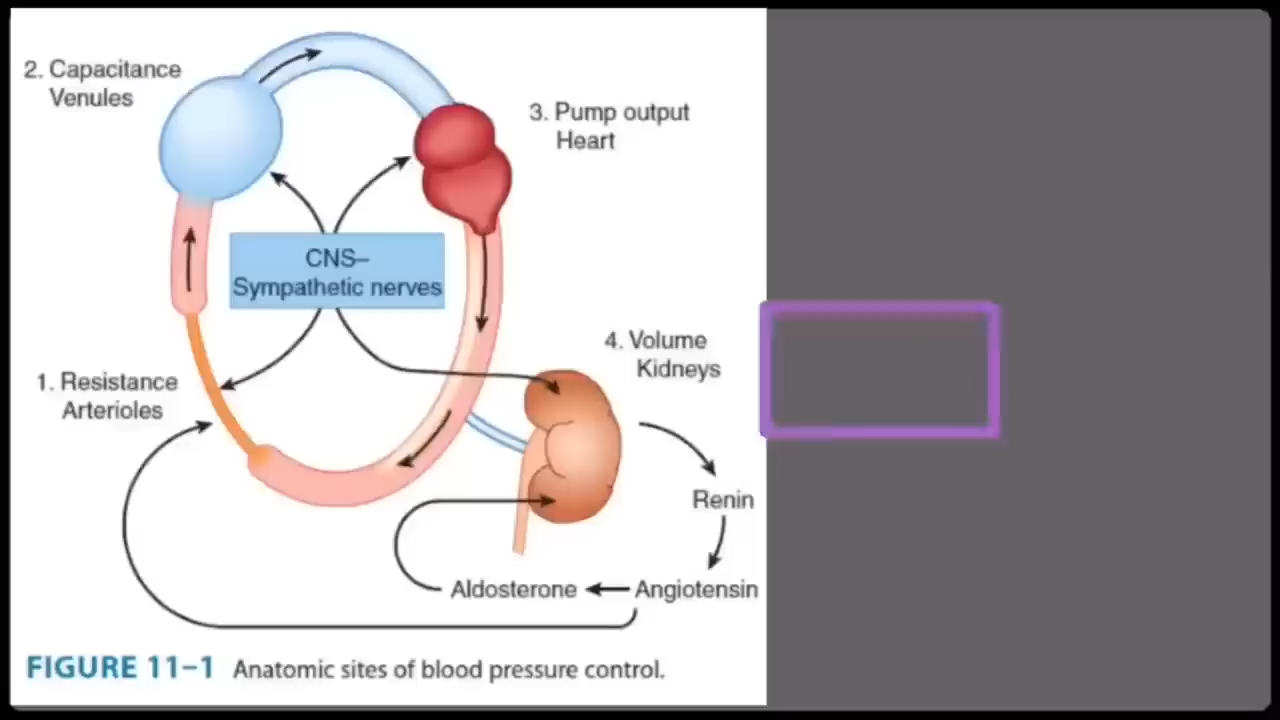 2. Capacitance
Venules
3. Pump output
Heart
CNS–
Sympathetic nerves
4. Volume
Kidneys
1. Resistance
Arterioles
Renin
Aldosterone
Angiotensin
FIGURE 11–1 Anatomic sites of blood pressure control.